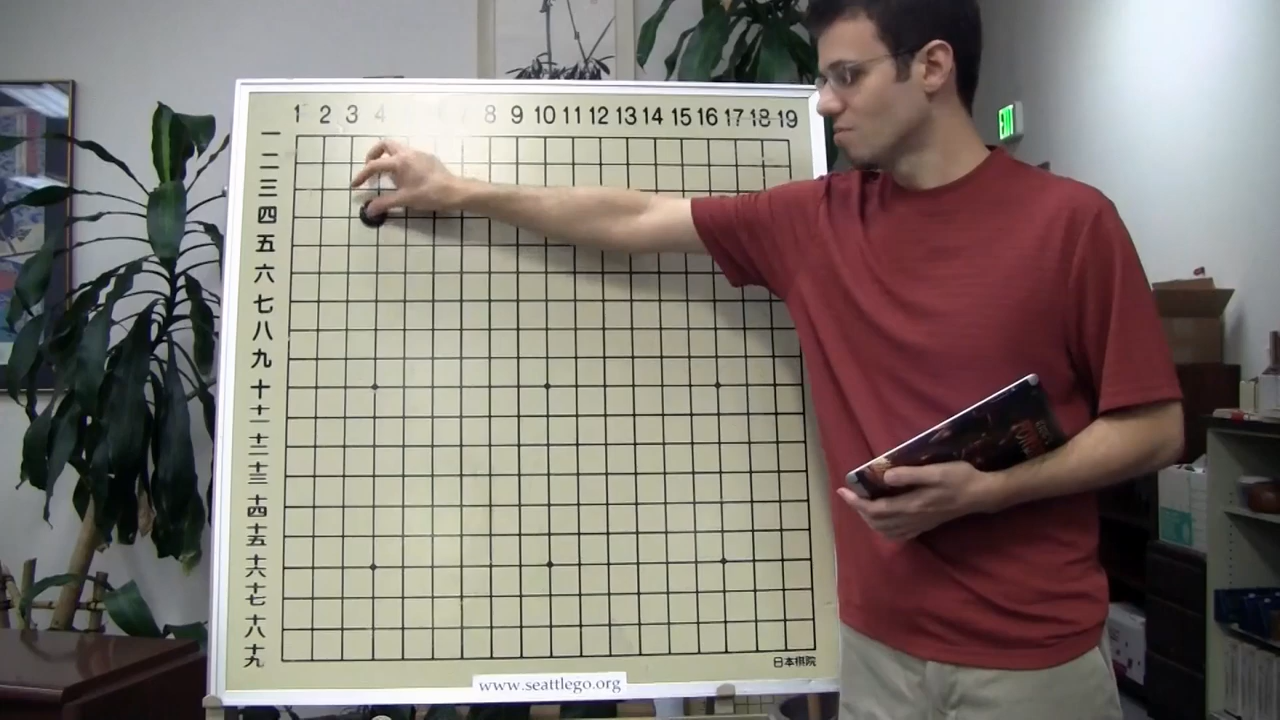 1 2 3 4 8 9 10 11 12 13 14 15 16 17 18 19
一
二
三
四
五
六
七
八
九
十
十一
十二
十三
十四
十五
十六
十七
十八
十九
日本棋院
www.seattlego.org
EXIT